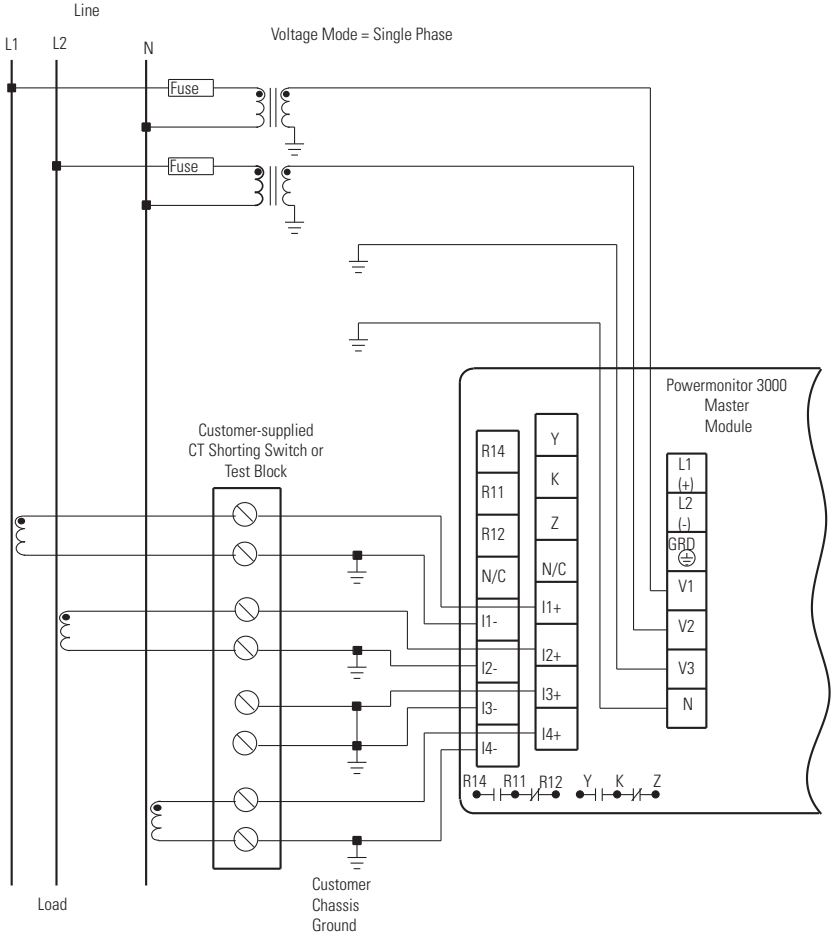 Line
Voltage Mode = Single Phase
L1
L2
N
Fuse
Fuse
Powermonitor 3000
Master
Module
Customer-supplied
CT Shorting Switch or
Test Block
R14
R11
R12
N/C
I1-
I2-
I3-
I4-
Y
K
Z
N/C
I1+
I2+
I3+
I4+
L1
(+)
L2
(-)
GRD
V1
V2
V3
N
R14 R11 R12 Y K Z
Customer
Chassis
Ground
Load